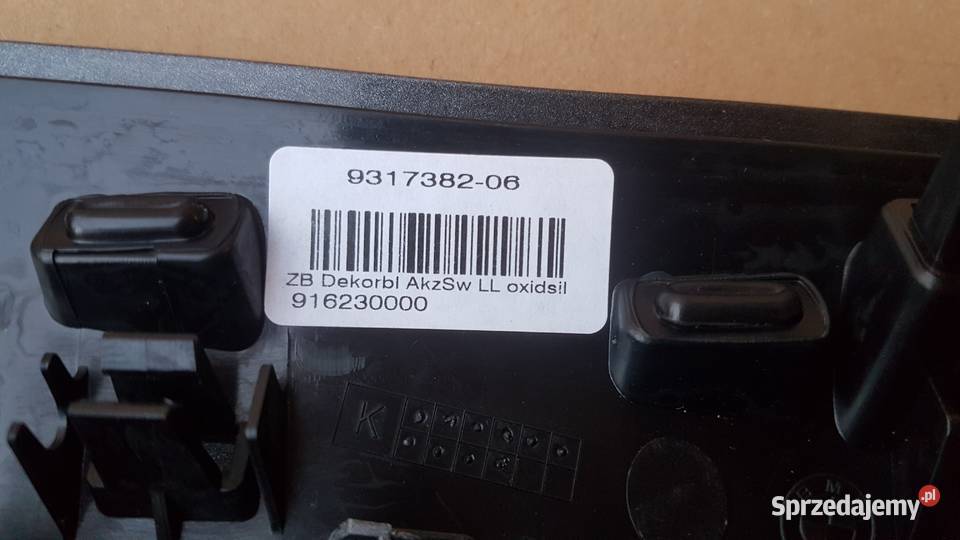 9317382-06
ZB Dekorbl AkzSw LL oxidsil
916230000
K
Sprzedajemy.pl